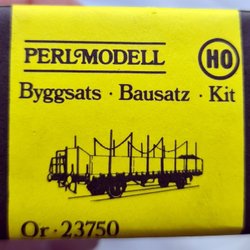 PERLMODELL HO
Byggsats · Bausatz · Kit
Or · 23750